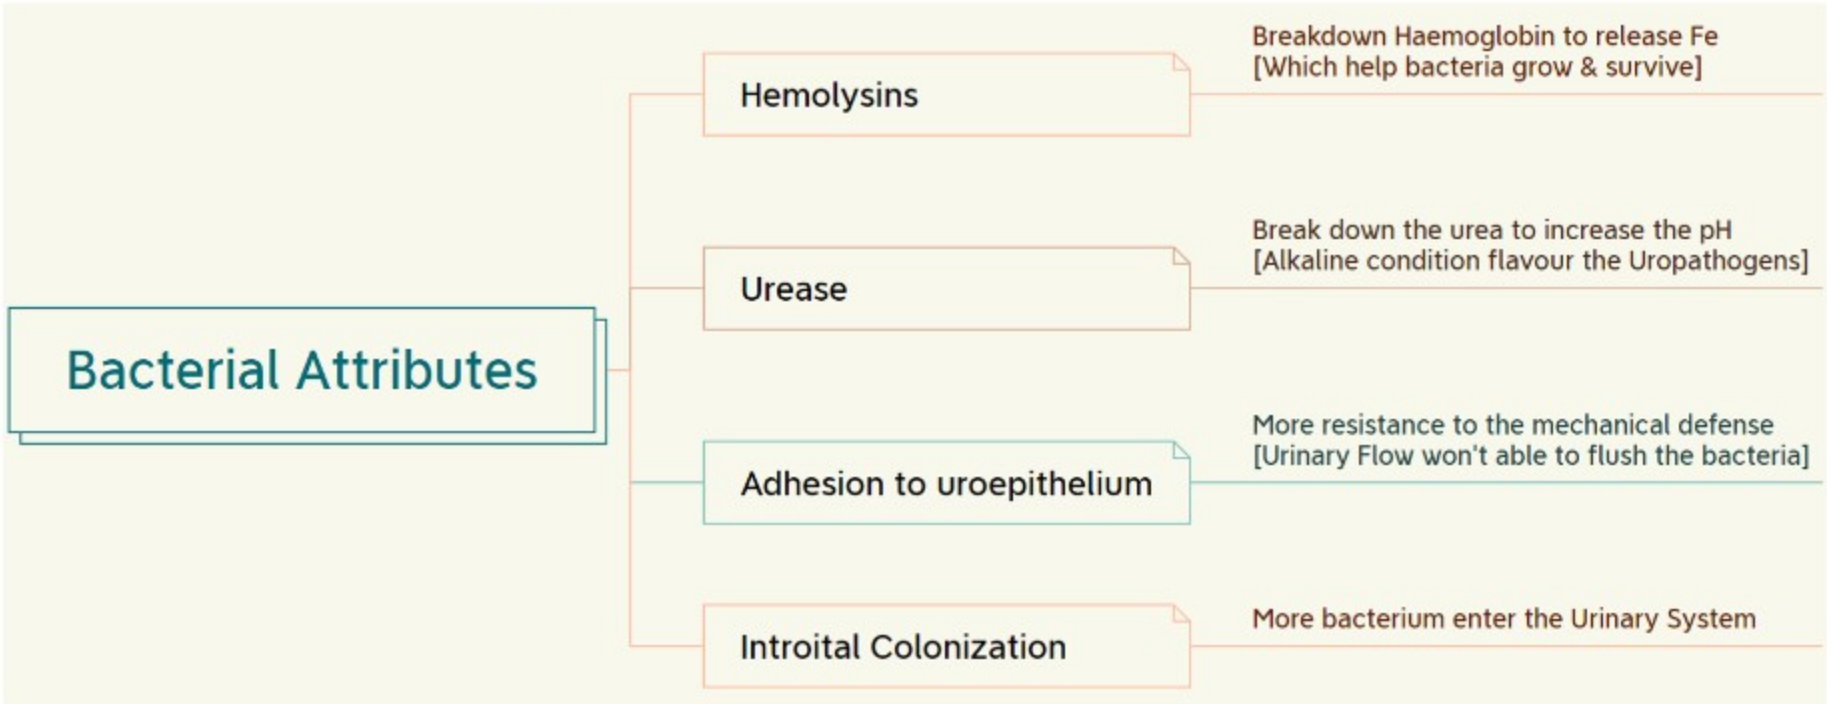 Bacterial Attributes
Hemolysins
Breakdown Haemoglobin to release Fe
[Which help bacteria grow & survive]
Urease
Break down the urea to increase the pH
[Alkaline condition flavour the Uropathogens]
Adhesion to uroepithelium
More resistance to the mechanical defense
[Urinary Flow won't able to flush the bacteria]
Introital Colonization
More bacterium enter the Urinary System